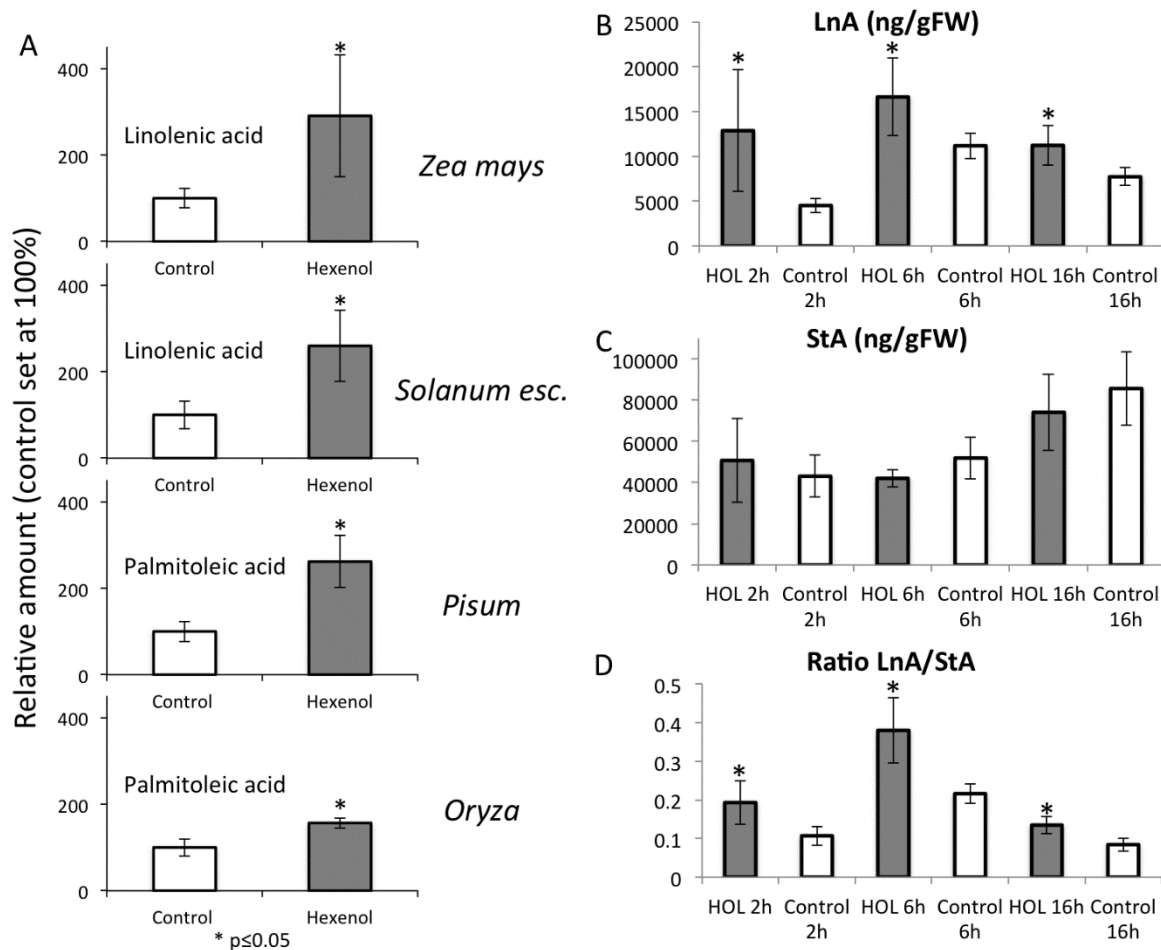 A
Relative amount (control set at 100%)
400
200
0
Linolenic acid
*
Zea mays
Control Hexenol
400
200
0
Linolenic acid
*
Solanum esc.
Control Hexenol
400
200
0
Palmitoleic acid
*
Pisum
Control Hexenol
400
200
0
Palmitoleic acid
*
Oryza
Control Hexenol
* p≤0.05
B
LnA (ng/gFW)
25000
20000
15000
10000
5000
0
* * *
HOL 2h Control 2h HOL 6h Control 6h HOL 16h Control 16h
C
StA (ng/gFW)
100000
80000
60000
40000
20000
0
HOL 2h Control 2h HOL 6h Control 6h HOL 16h Control 16h
D
Ratio LnA/StA
0.5
0.4
0.3
0.2
0.1
0
* * *
HOL 2h Control 2h HOL 6h Control 6h HOL 16h Control 16h